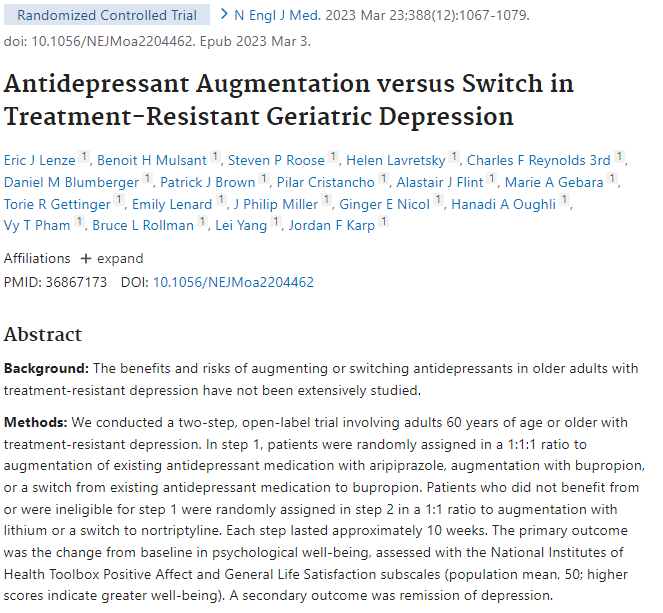 Randomized Controlled Trial > N Engl J Med. 2023 Mar 23;388(12):1067-1079.
doi: 10.1056/NEJMoa2204462. Epub 2023 Mar 3.
Antidepressant Augmentation versus Switch in
Treatment-Resistant Geriatric Depression
Eric J Lenze 1, Benoit H Mulsant 1, Steven P Roose 1, Helen Lavretsky 1, Charles F Reynolds 3rd 1,
Daniel M Blumberger 1, Patrick J Brown 1, Pilar Cristancho 1, Alastair J Flint 1, Marie A Gebara 1,
Torie R Gettinger 1, Emily Lenard 1, J Philip Miller 1, Ginger E Nicol 1, Hanadi A Oughli 1,
Vy T Pham 1, Bruce L Rollman 1, Lei Yang 1, Jordan F Karp 1
Affiliations + expand
PMID: 36867173 DOI: 10.1056/NEJMoa2204462
Abstract
Background: The benefits and risks of augmenting or switching antidepressants in older adults with
treatment-resistant depression have not been extensively studied.
Methods: We conducted a two-step, open-label trial involving adults 60 years of age or older with
treatment-resistant depression. In step 1, patients were randomly assigned in a 1:1:1 ratio to
augmentation of existing antidepressant medication with aripiprazole, augmentation with bupropion,
or a switch from existing antidepressant medication to bupropion. Patients who did not benefit from
or were ineligible for step 1 were randomly assigned in step 2 in a 1:1 ratio to augmentation with
lithium or a switch to nortriptyline. Each step lasted approximately 10 weeks. The primary outcome
was the change from baseline in psychological well-being, assessed with the National Institutes of
Health Toolbox Positive Affect and General Life Satisfaction subscales (population mean, 50; higher
scores indicate greater well-being). A secondary outcome was remission of depression.